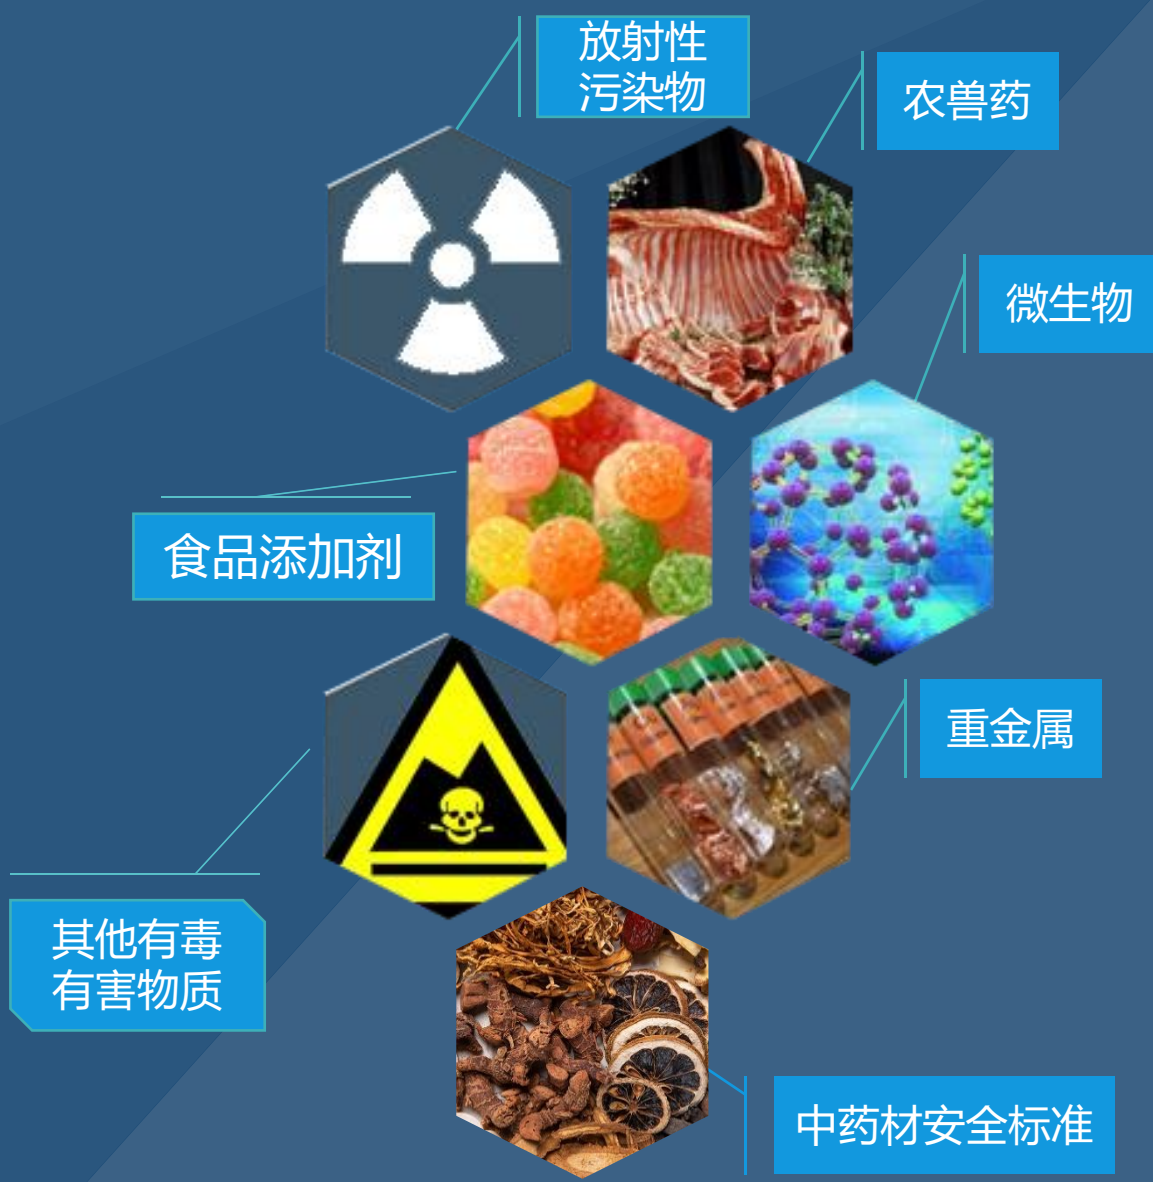 放射性
污染物
农兽药
微生物
食品添加剂
重金属
其他有毒
有害物质
中药材安全标准